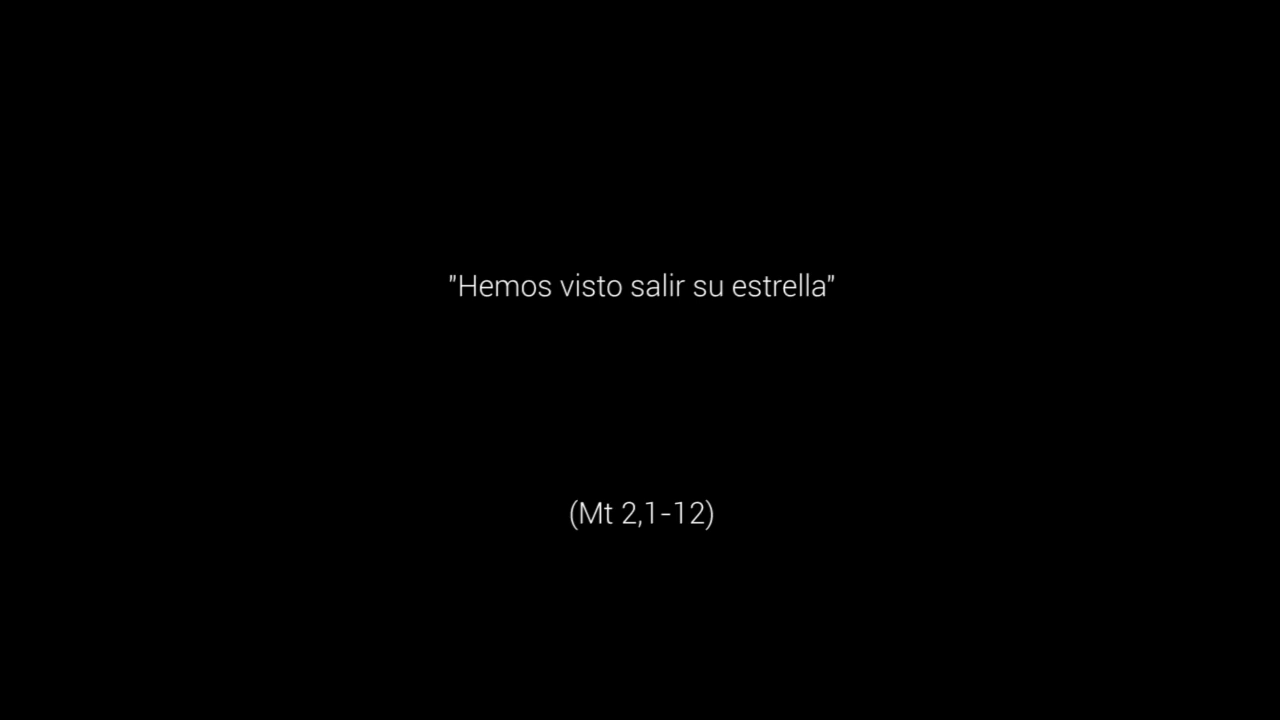 "Hemos visto salir su estrella"
(Mt 2,1-12)